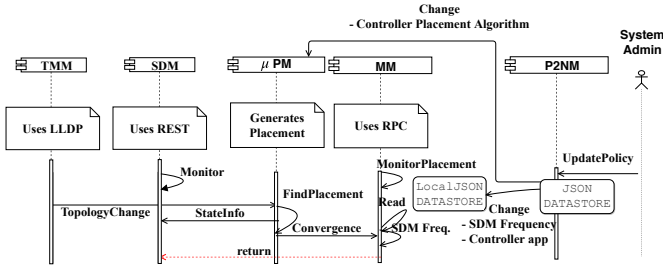 Change
- Controller Placement Algorithm
System
Admin
TMM
SDM
μ PM
MM
P2NM
Uses LLDP
Uses REST
Generates
Placement
Uses RPC
Monitor
MonitorPlacement
UpdatePolicy
FindPlacement
Read
LocalJSON
DATASTORE
JSON
DATASTORE
TopologyChange
StateInfo
Change
- SDM Frequency
- Controller app
Convergence
SDM Freq.
return